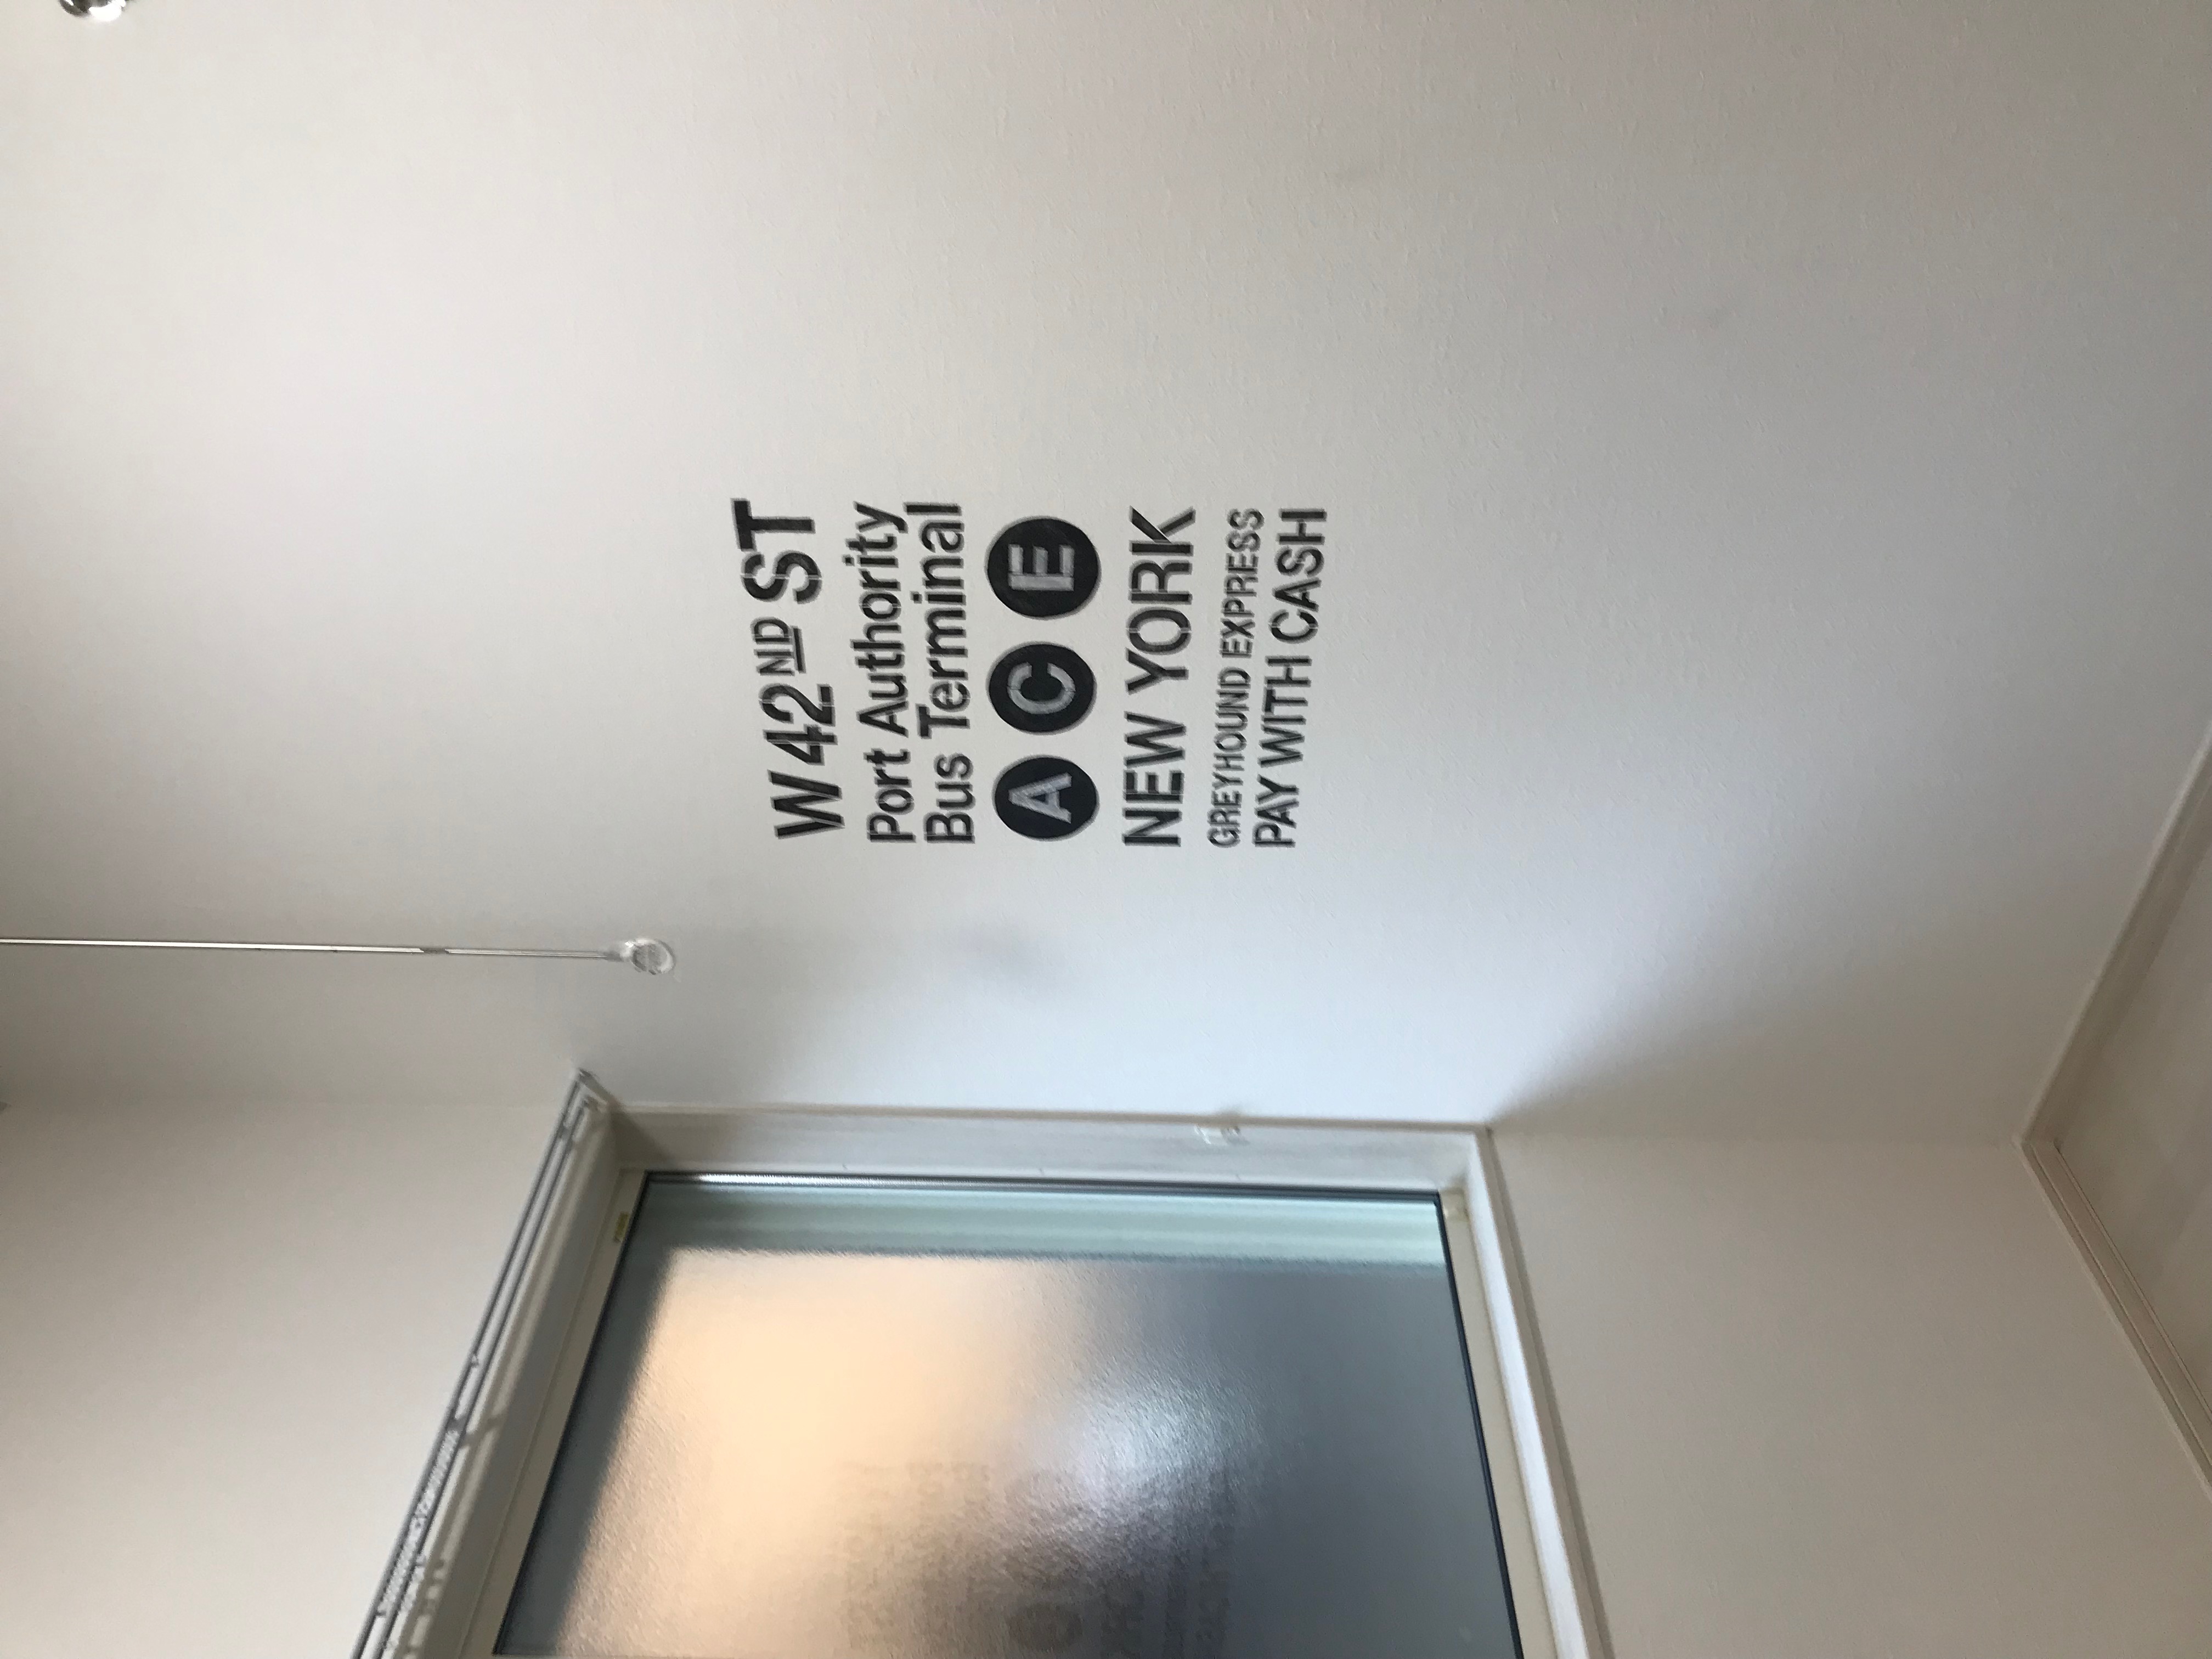 W 42ND ST
Port Authority
Bus Terminal
A C E
NEW YORK
GREYHOUND EXPRESS
PAY WITH CASH